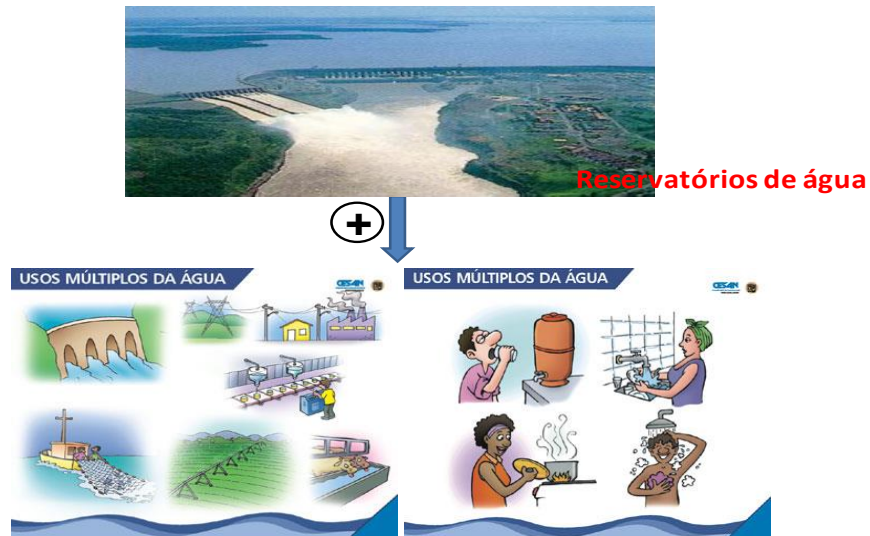 Reservatórios de água
+
USOS MÚLTIPLOS DA ÁGUA
CESAN
USOS MÚLTIPLOS DA ÁGUA
CESAN